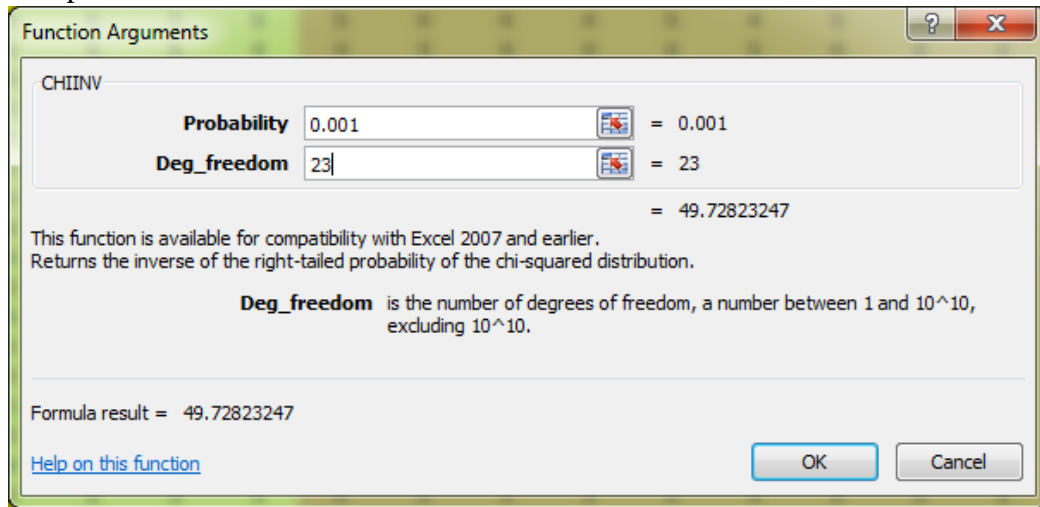 Function Arguments
?
X
CHIINV
Probability 0.001 = 0.001
Deg_freedom 23 = 23
= 49.72823247
This function is available for compatibility with Excel 2007 and earlier.
Returns the inverse of the right-tailed probability of the chi-squared distribution.
Deg_freedom is the number of degrees of freedom, a number between 1 and 10^10,
excluding 10^10.
Formula result = 49.72823247
Help on this function
OK
Cancel